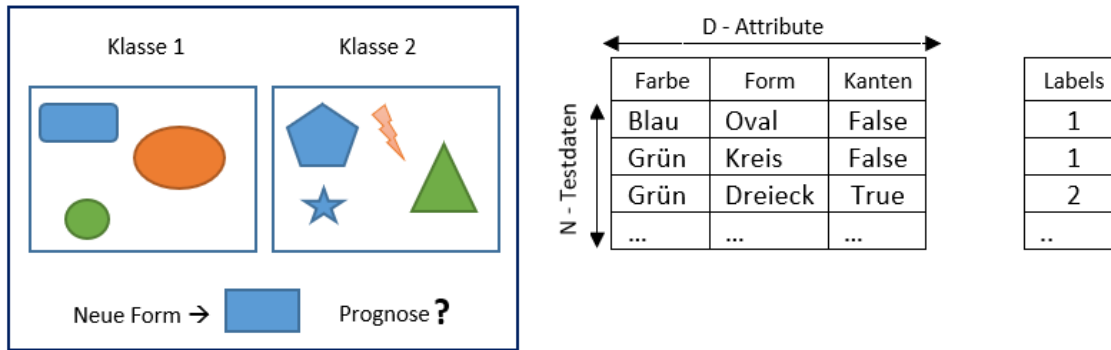 Klasse 1
Klasse 2
Neue Form →
Prognose ?
D - Attribute
N - Testdaten
Farbe Form Kanten
Blau Oval False
Grün Kreis False
Grün Dreieck True
... ... ...
Labels
1
1
2
..